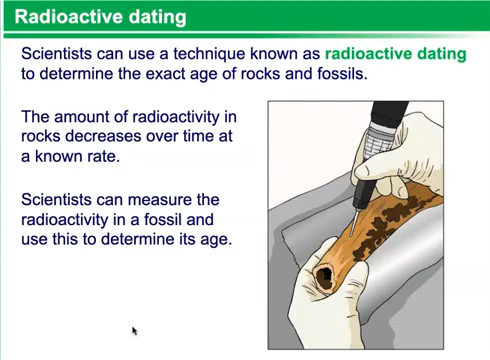 Radioactive dating
Scientists can use a technique known as radioactive dating
to determine the exact age of rocks and fossils.
The amount of radioactivity in
rocks decreases over time at
a known rate.
Scientists can measure the
radioactivity in a fossil and
use this to determine its age.